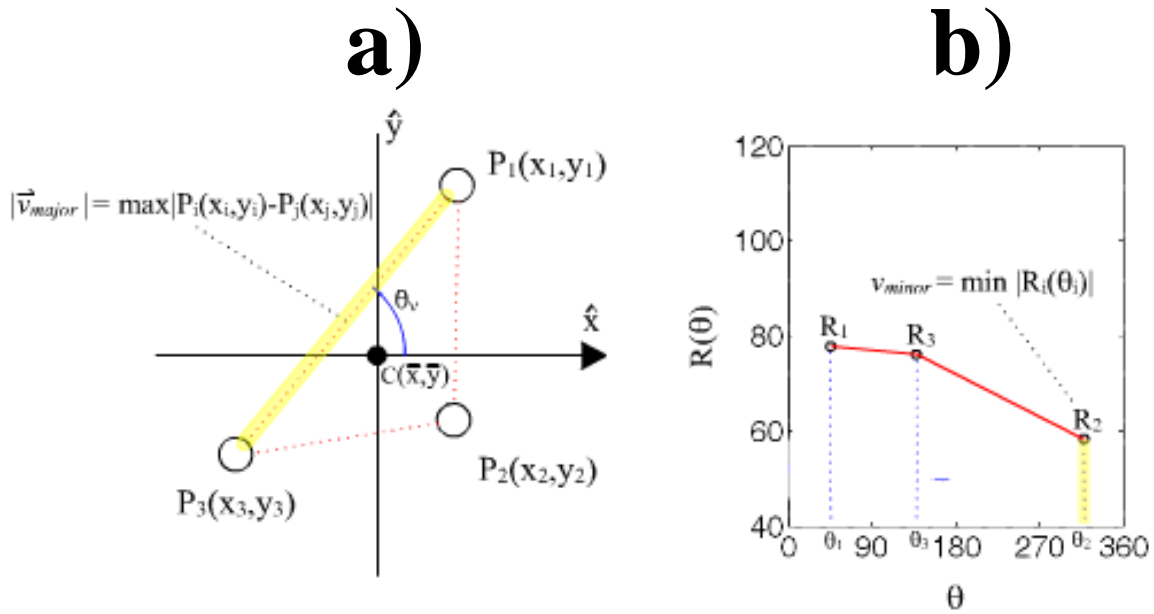 a)
ŷ
P₁(x₁,y₁)
|v⃗major| = max|Pᵢ(xᵢ,yᵢ)-Pⱼ(xⱼ,yⱼ)|
θᵥ
x̂
C(x̅,y̅)
P₂(x₂,y₂)
P₃(x₃,y₃)
b)
120
100
80
60
40
R(θ)
vminor = min |Rᵢ(θᵢ)|
R₁
R₃
R₂
0 θ₁ 90 θ₃ 180 270 θ₂ 360
θ